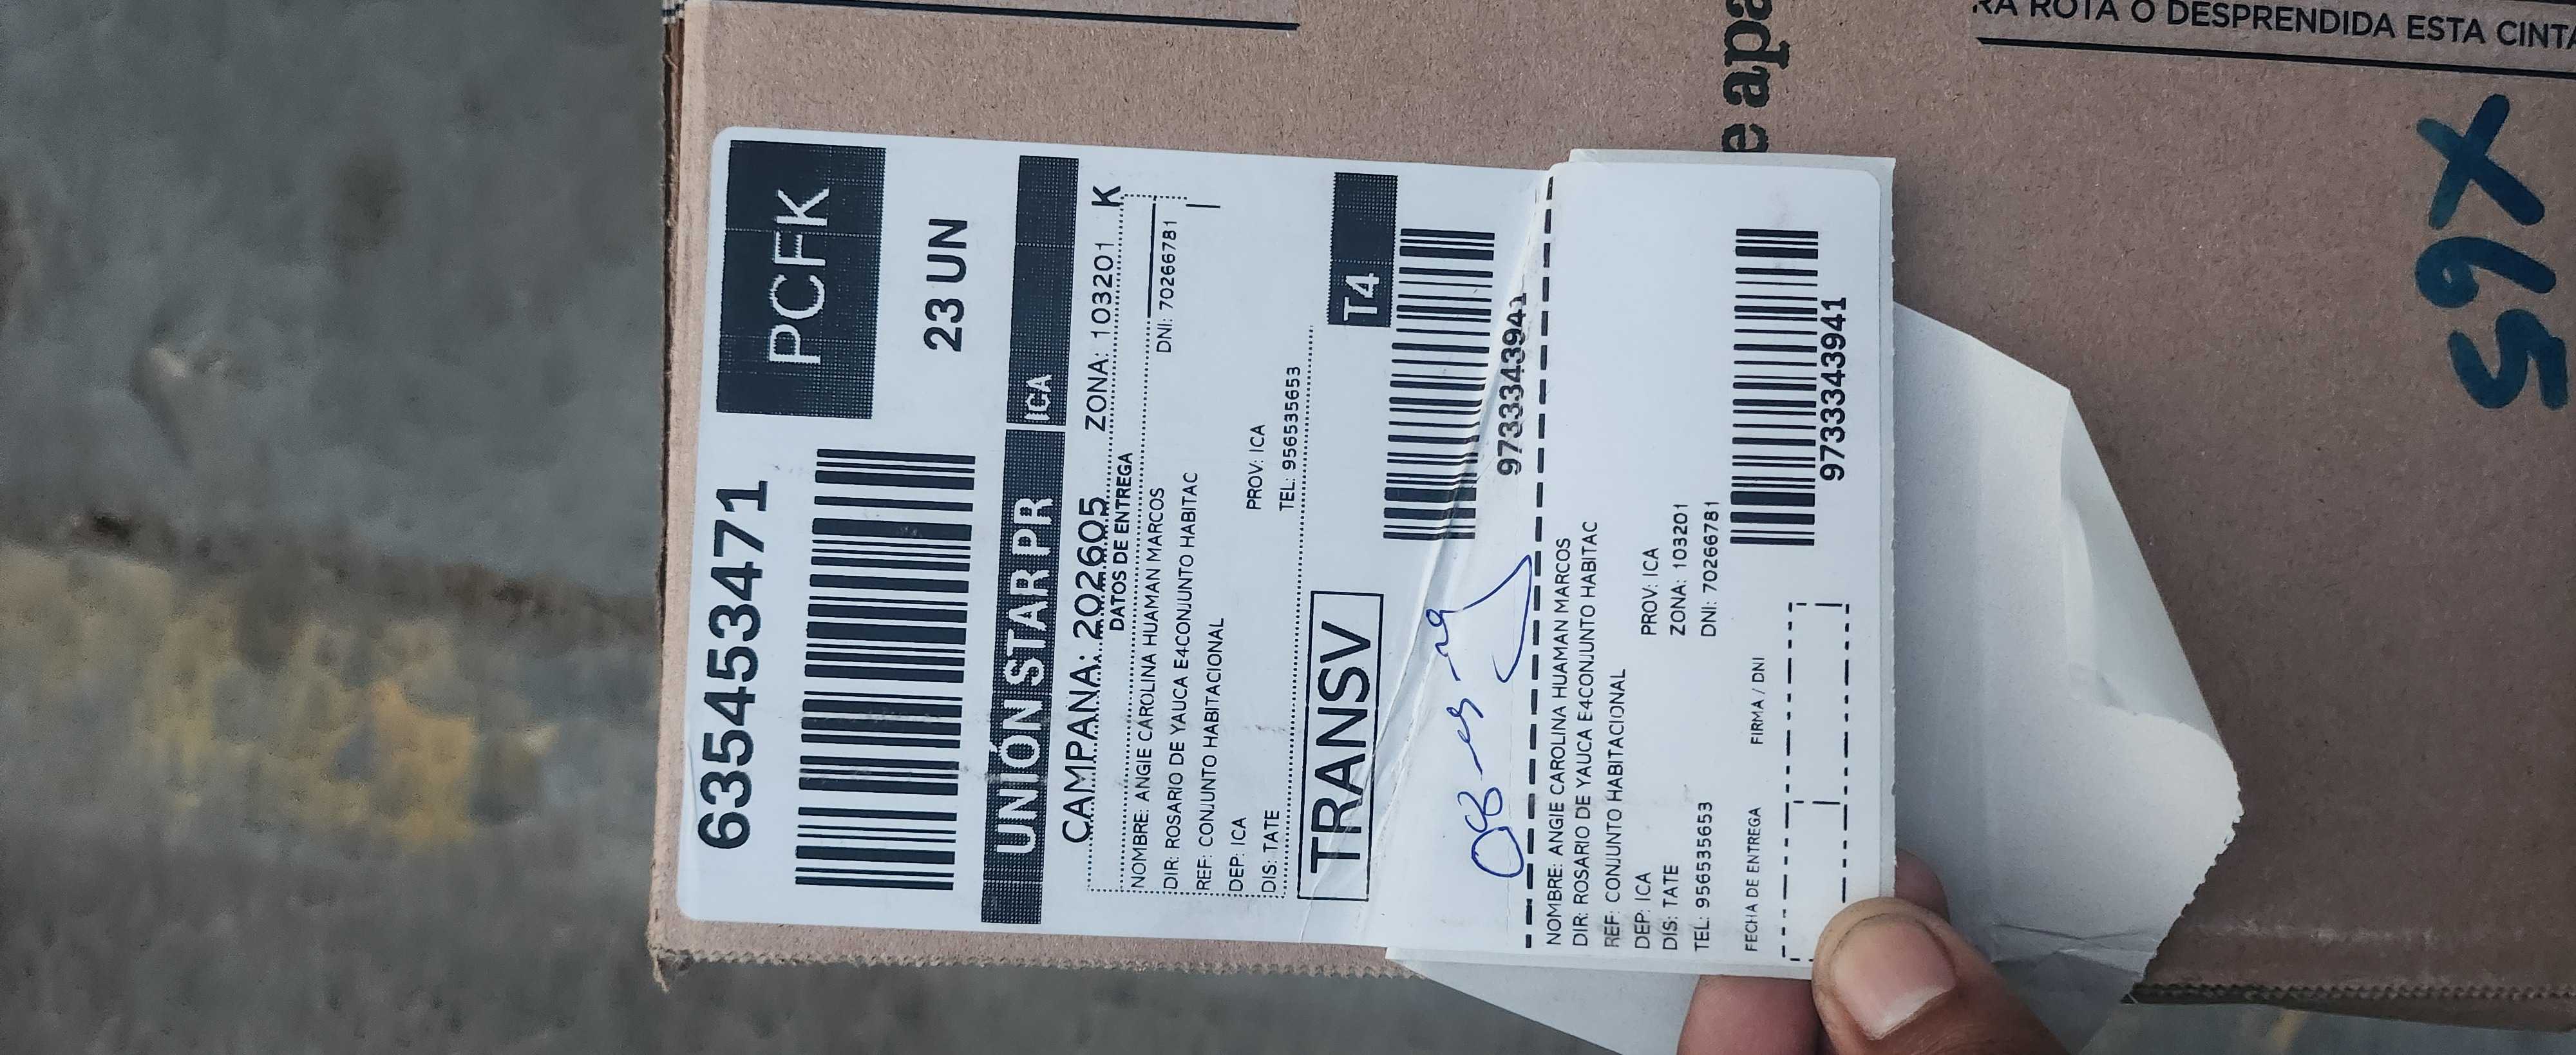 RA ROTA O DESPRENDIDA ESTA CINTA
e apa
X
59
635453471
PCFK
23 UN
UNIÓN STAR PR
ICA
CAMPAÑA: 202605 ZONA: 103201 K
DATOS DE ENTREGA
NOMBRE: ANGIE CAROLINA HUAMAN MARCOS
DNI: 70266781
DIR: ROSARIO DE YAUCA E4CONJUNTO HABITAC
REF: CONJUNTO HABITACIONAL
DEP: ICA PROV: ICA
DIS: TATE TEL: 956535653
TRANSV T4
9733343941
NOMBRE: ANGIE CAROLINA HUAMAN MARCOS
DIR: ROSARIO DE YAUCA E4CONJUNTO HABITAC
REF: CONJUNTO HABITACIONAL
DEP: ICA PROV: ICA
DIS: TATE ZONA: 103201
TEL: 956535653 DNI: 70266781
FECHA DE ENTREGA FIRMA / DNI
9733343941